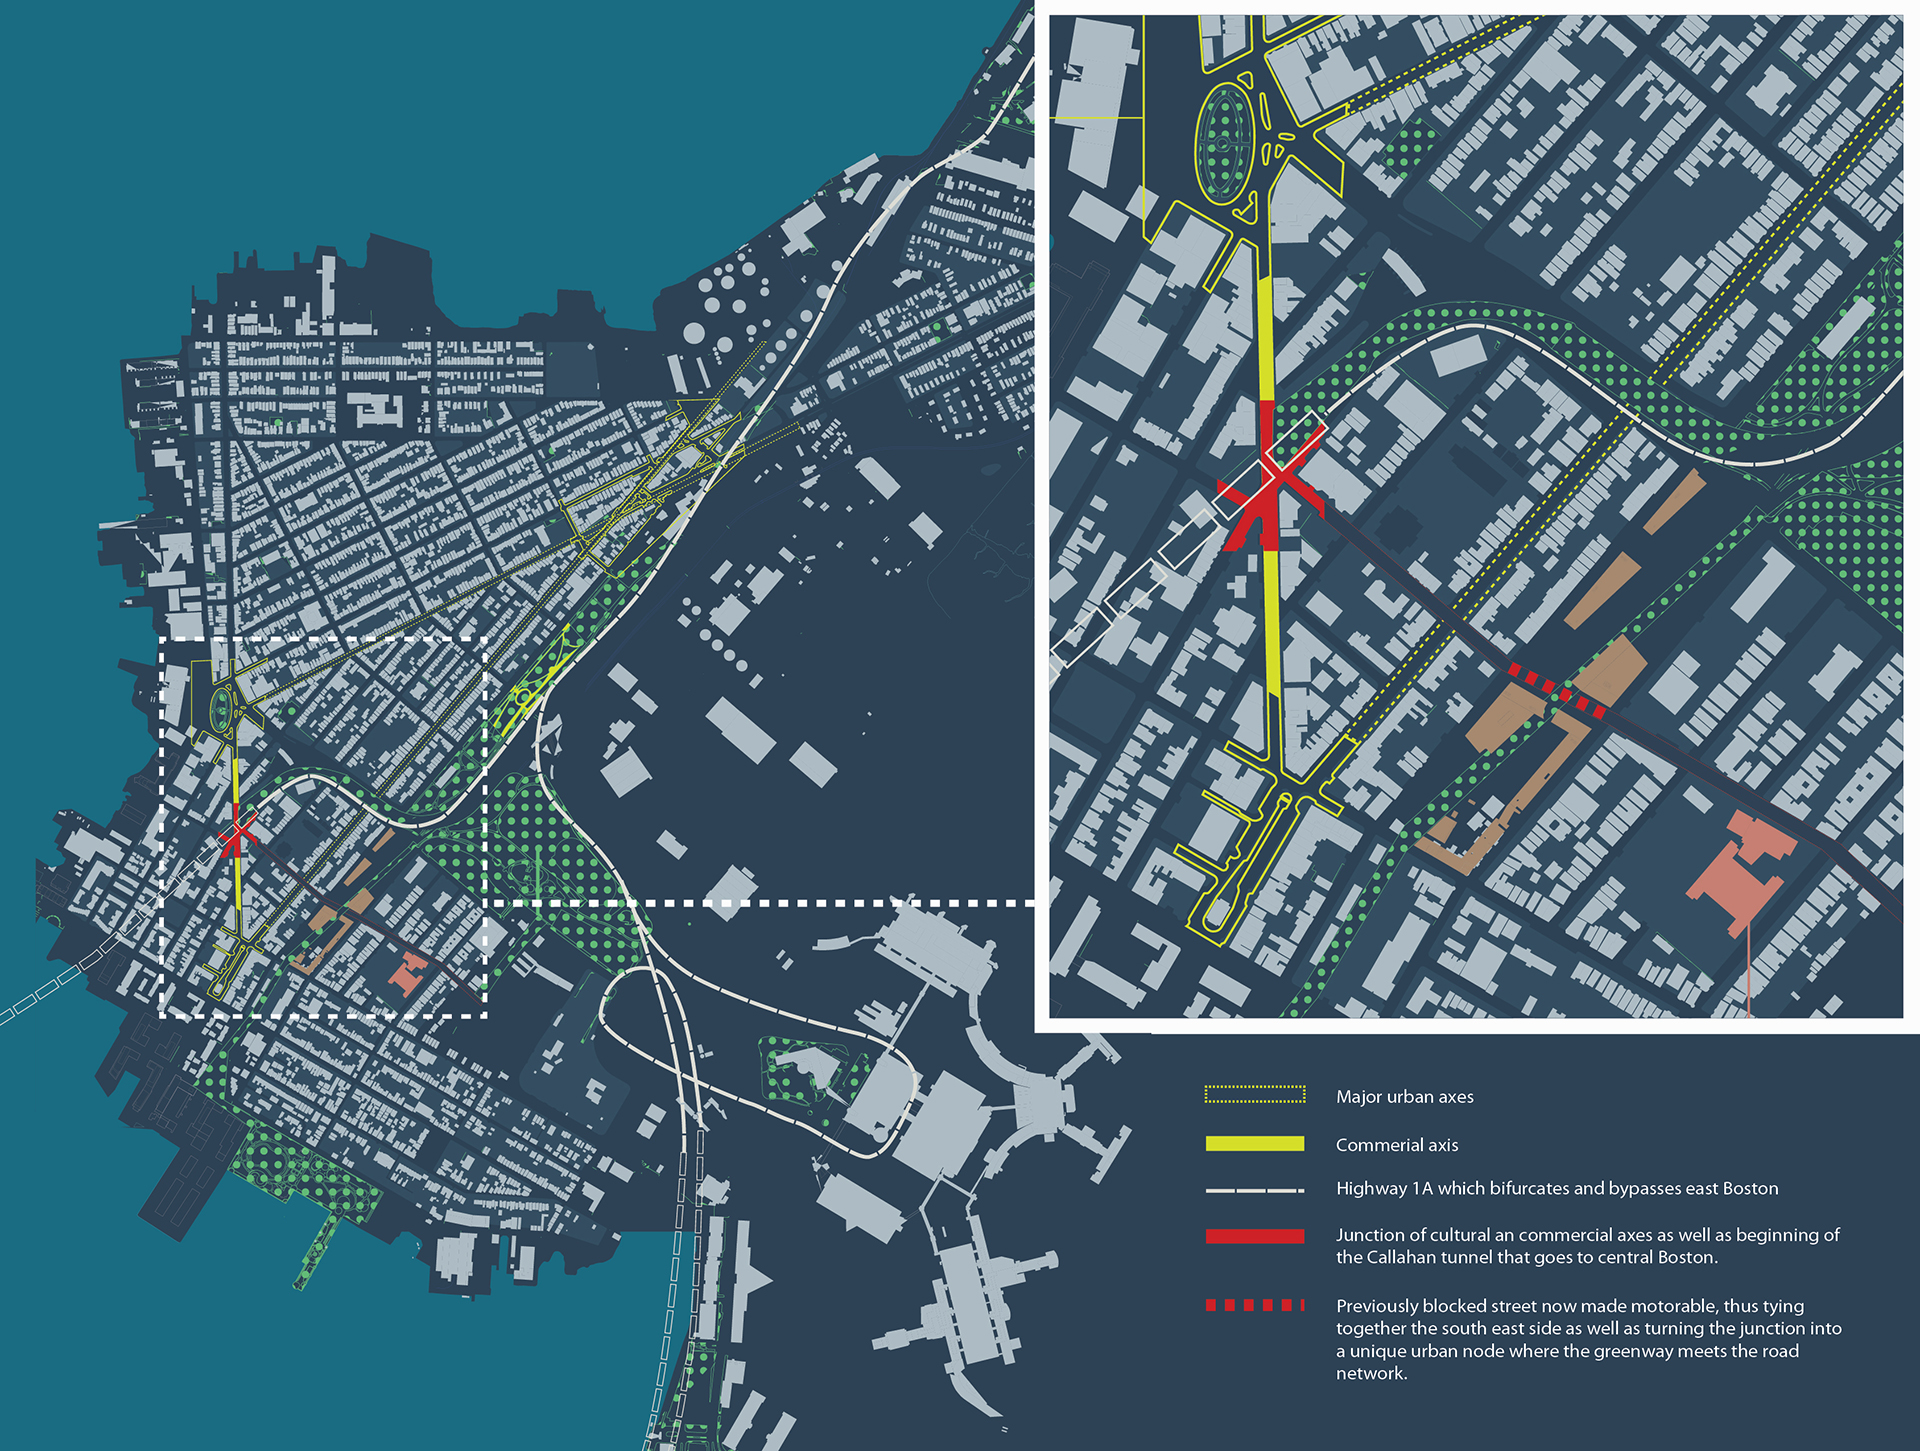 Major urban axes
Commerial axis
Highway 1A which bifurcates and bypasses east Boston
Junction of cultural an commercial axes as well as beginning of
the Callahan tunnel that goes to central Boston.
Previously blocked street now made motorable, thus tying
together the south east side as well as turning the junction into
a unique urban node where the greenway meets the road
network.